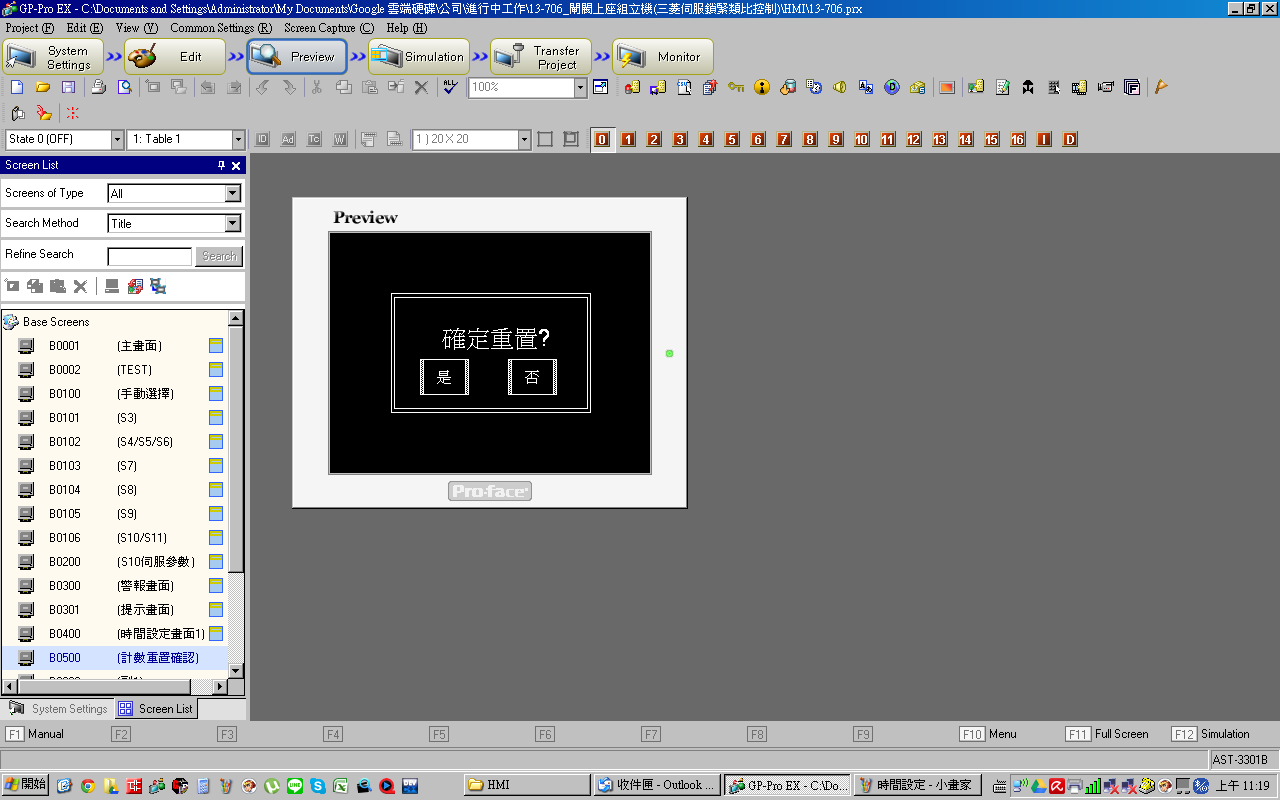 GP-Pro EX - C:\Documents and Settings\Administrator\My Documents\Google 雲端硬碟\公司\進行中工作\13-706_閥閥上座組立機(三菱伺服鎖緊類比控制)\HMI\13-706.prx
Project (F) Edit (E) View (V) Common Settings (R) Screen Capture (C) Help (H)
System Settings Edit Preview Simulation Transfer Project Monitor
100%
State 0 (OFF) 1: Table 1 ID Ad Tc W 1 ) 20 X 20 0 1 2 3 4 5 6 7 8 9 10 11 12 13 14 15 16 I D
Screen List
Screens of Type All
Search Method Title
Refine Search Search
Base Screens
B0001 (主畫面)
B0002 (TEST)
B0100 (手動選擇)
B0101 (S3)
B0102 (S4/S5/S6)
B0103 (S7)
B0104 (S8)
B0105 (S9)
B0106 (S10/S11)
B0200 (S10伺服參數)
B0300 (警報畫面)
B0301 (提示畫面)
B0400 (時間設定畫面1)
B0500 (計數重置確認)
System Settings Screen List
Preview
確定重置?
是 否
Pro-face
F1 Manual F2 F3 F4 F5 F6 F7 F8 F9 F10 Menu F11 Full Screen F12 Simulation
AST-3301B
開始 HMI 收件匣 - Outlook ... GP-Pro EX - C:\Do... 時間設定 - 小畫家 上午 11:19